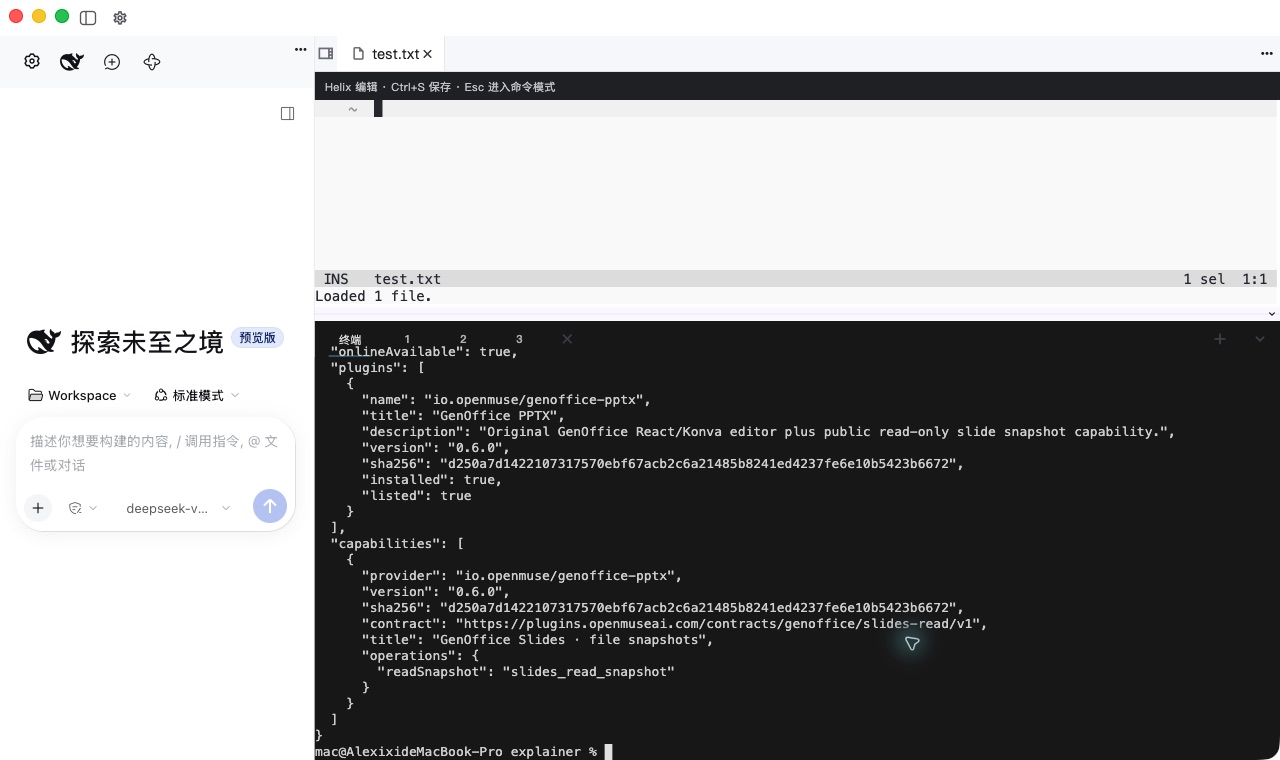 test.txt
Helix 编辑 · Ctrl+S 保存 · Esc 进入命令模式
~
INS test.txt 1 sel 1:1
Loaded 1 file.
探索未至之境 预览版
Workspace 标准模式
描述你想要构建的内容, / 调用指令, @ 文
件或对话
deepseek-v...
终端 1 2 3
"onlineAvailable": true,
"plugins": [
{
"name": "io.openmuse/genoffice-pptx",
"title": "GenOffice PPTX",
"description": "Original GenOffice React/Konva editor plus public read-only slide snapshot capability.",
"version": "0.6.0",
"sha256": "d250a7d1422107317570ebf67acb2c6a21485b8241ed4237fe6e10b5423b6672",
"installed": true,
"listed": true
}
],
"capabilities": [
{
"provider": "io.openmuse/genoffice-pptx",
"version": "0.6.0",
"sha256": "d250a7d1422107317570ebf67acb2c6a21485b8241ed4237fe6e10b5423b6672",
"contract": "https://plugins.openmuseai.com/contracts/genoffice/slides-read/v1",
"title": "GenOffice Slides · file snapshots",
"operations": {
"readSnapshot": "slides_read_snapshot"
}
}
]
}
mac@AlexixideMacBook-Pro explainer %